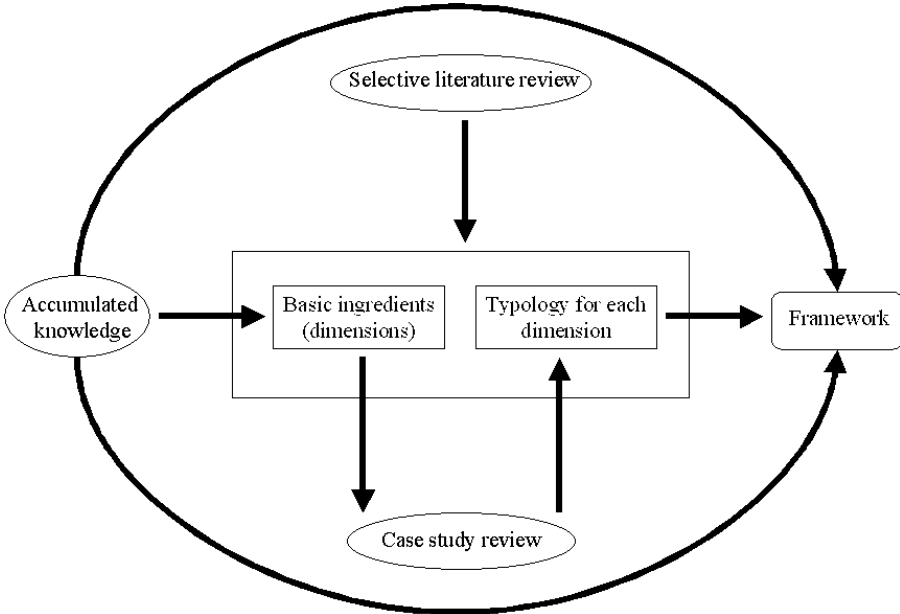 Selective literature review
Accumulated
knowledge
Basic ingredients
(dimensions)
Typology for each
dimension
Framework
Case study review